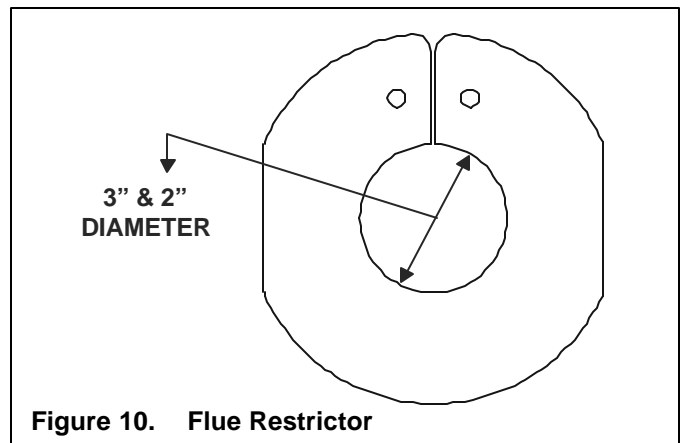 3” & 2”
DIAMETER
Figure 10. Flue Restrictor